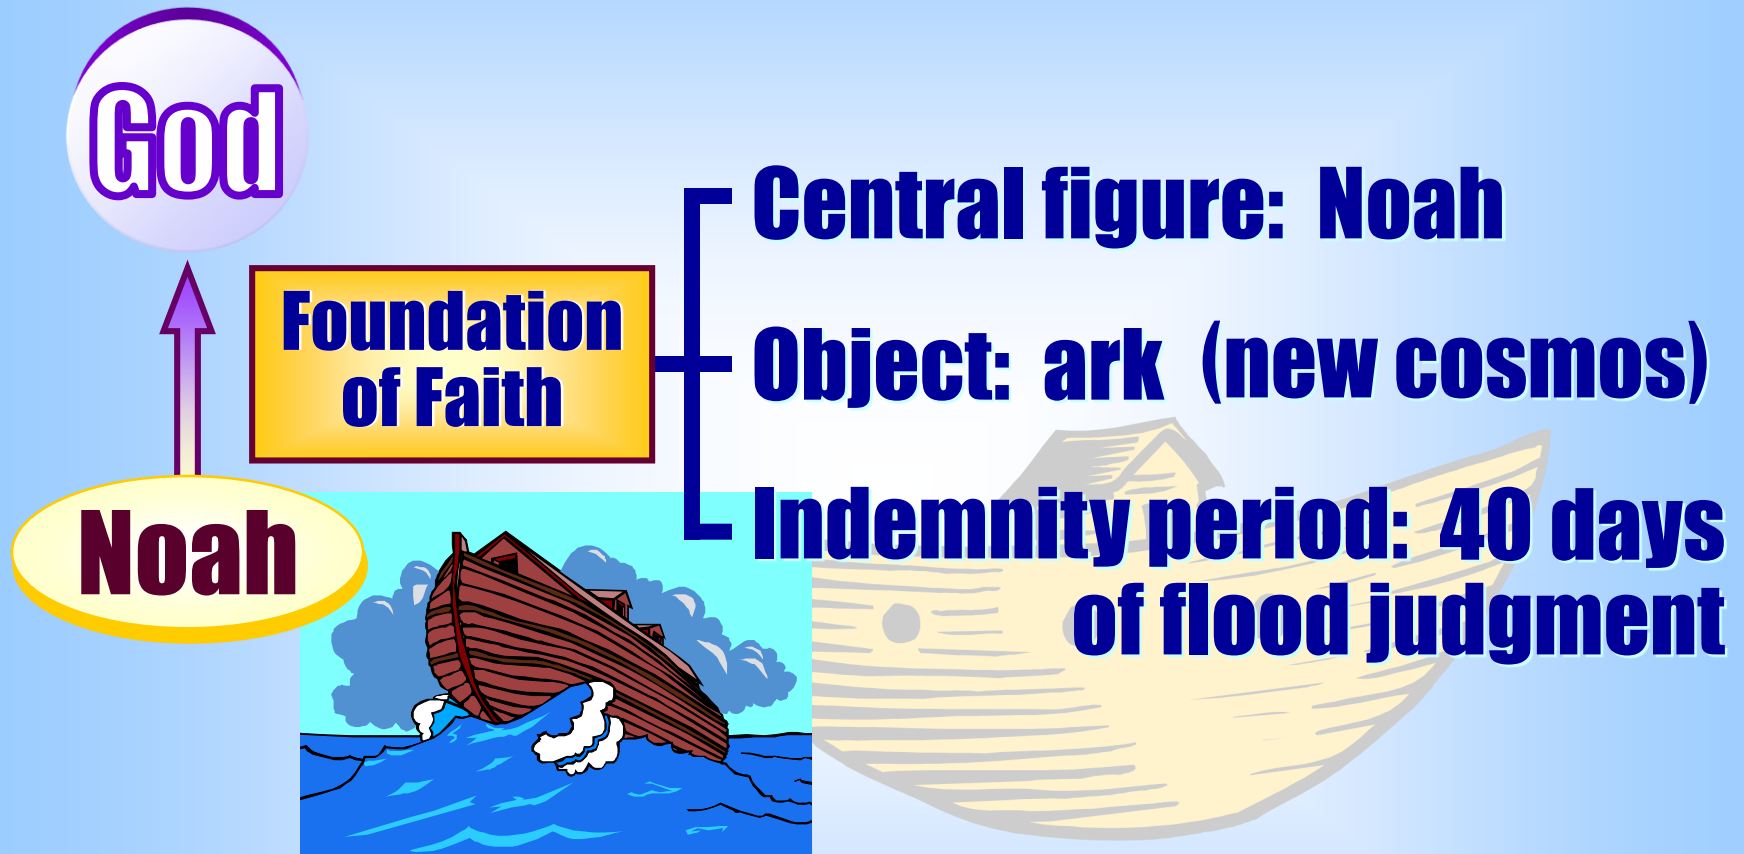 God
Foundation
of Faith
Noah
Central figure: Noah
Object: ark (new cosmos)
Indemnity period: 40 days
of flood judgment